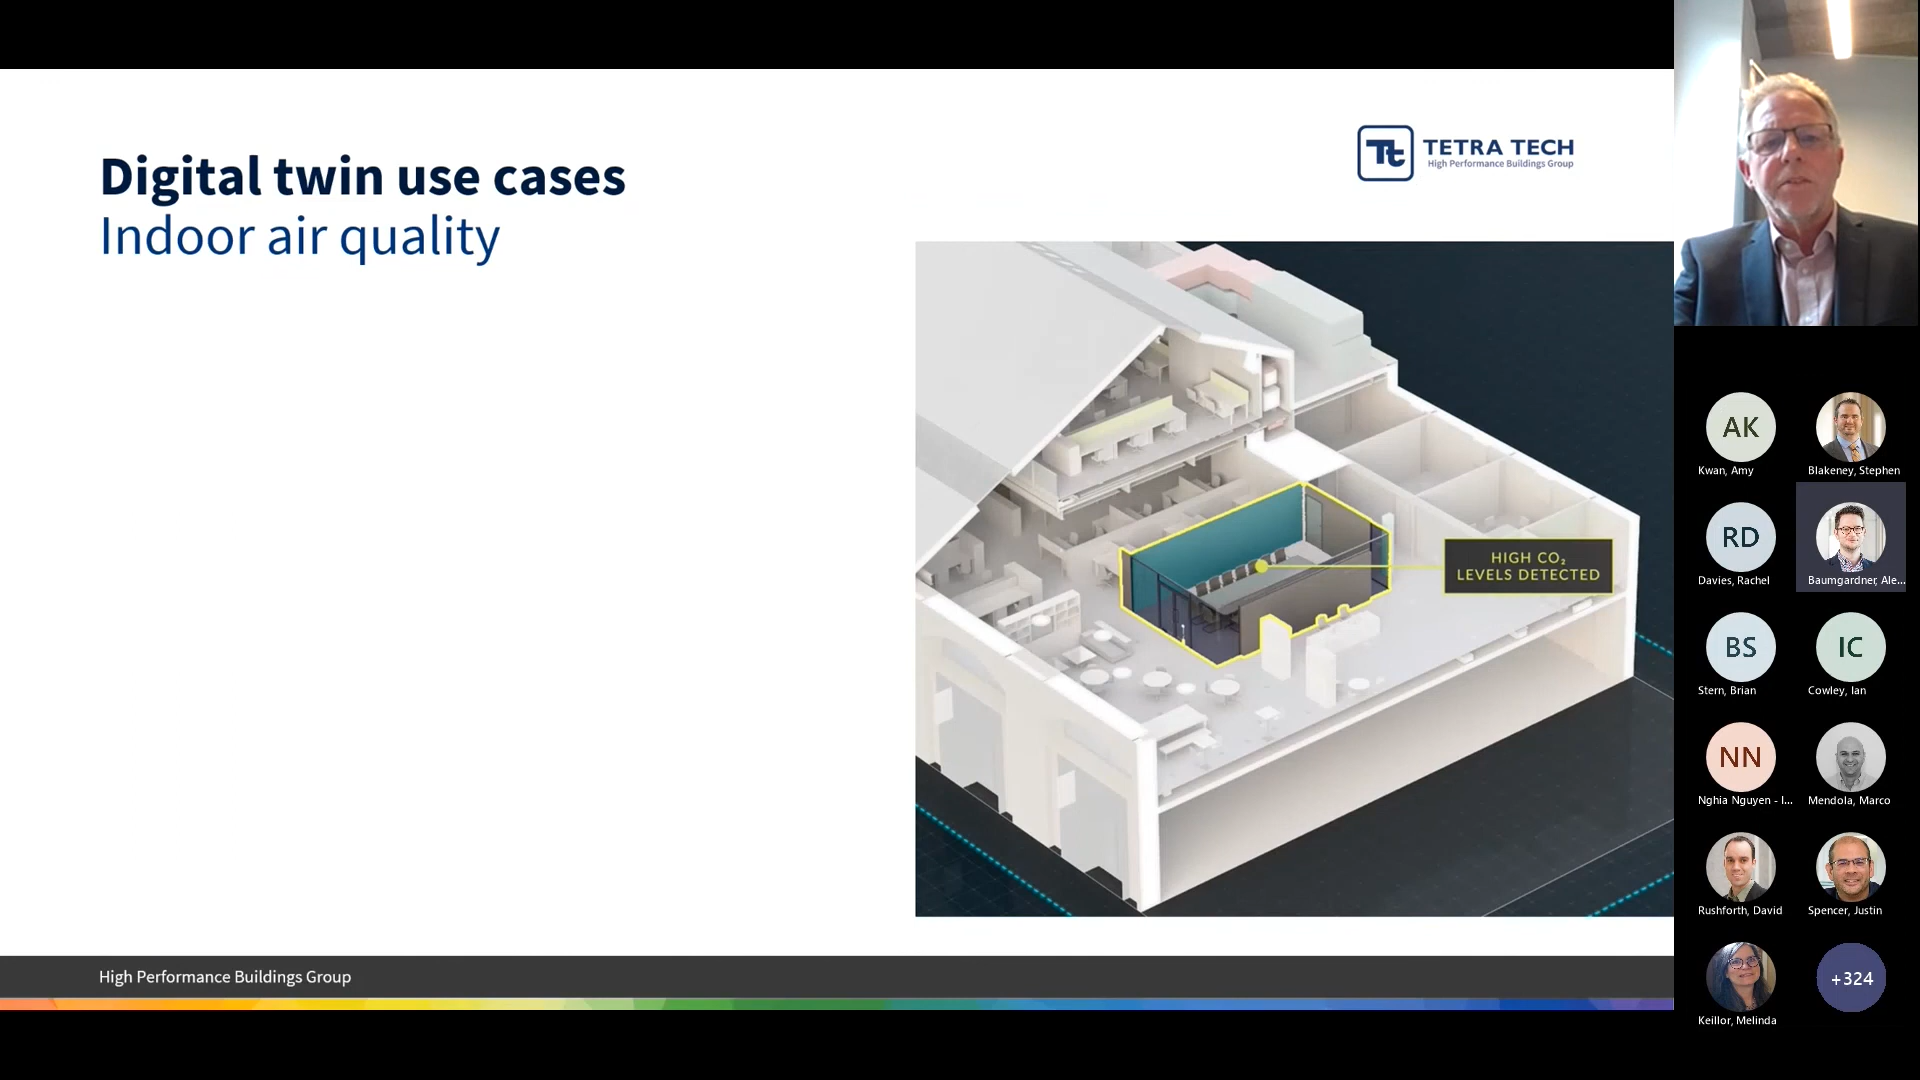 Digital twin use cases
Indoor air quality
Tt
TETRA TECH
High Performance Buildings Group
HIGH CO₂
LEVELS DETECTED
High Performance Buildings Group
AK
Kwan, Amy
Blakeney, Stephen
RD
Davies, Rachel
Baumgardner, Ale...
BS
Stern, Brian
IC
Cowley, Ian
NN
Nghia Nguyen - I...
Mendola, Marco
Rushforth, David
Spencer, Justin
Keillor, Melinda
+324